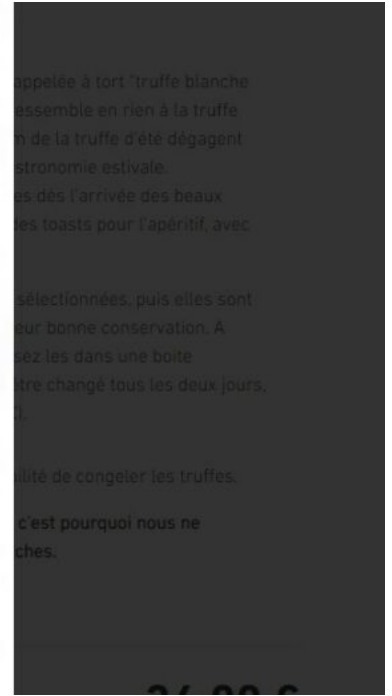 appelée à tort "truffe blanche
essemble en rien à la truffe
m de la truffe d'été dégagent
stronomie estivale.
es dès l'arrivée des beaux
des toasts pour l'apéritif, avec
sélectionnées, puis elles sont
eur bonne conservation. A
sez les dans une boite
être changé tous les deux jours,
ilité de congeler les truffes.
c'est pourquoi nous ne
ches.